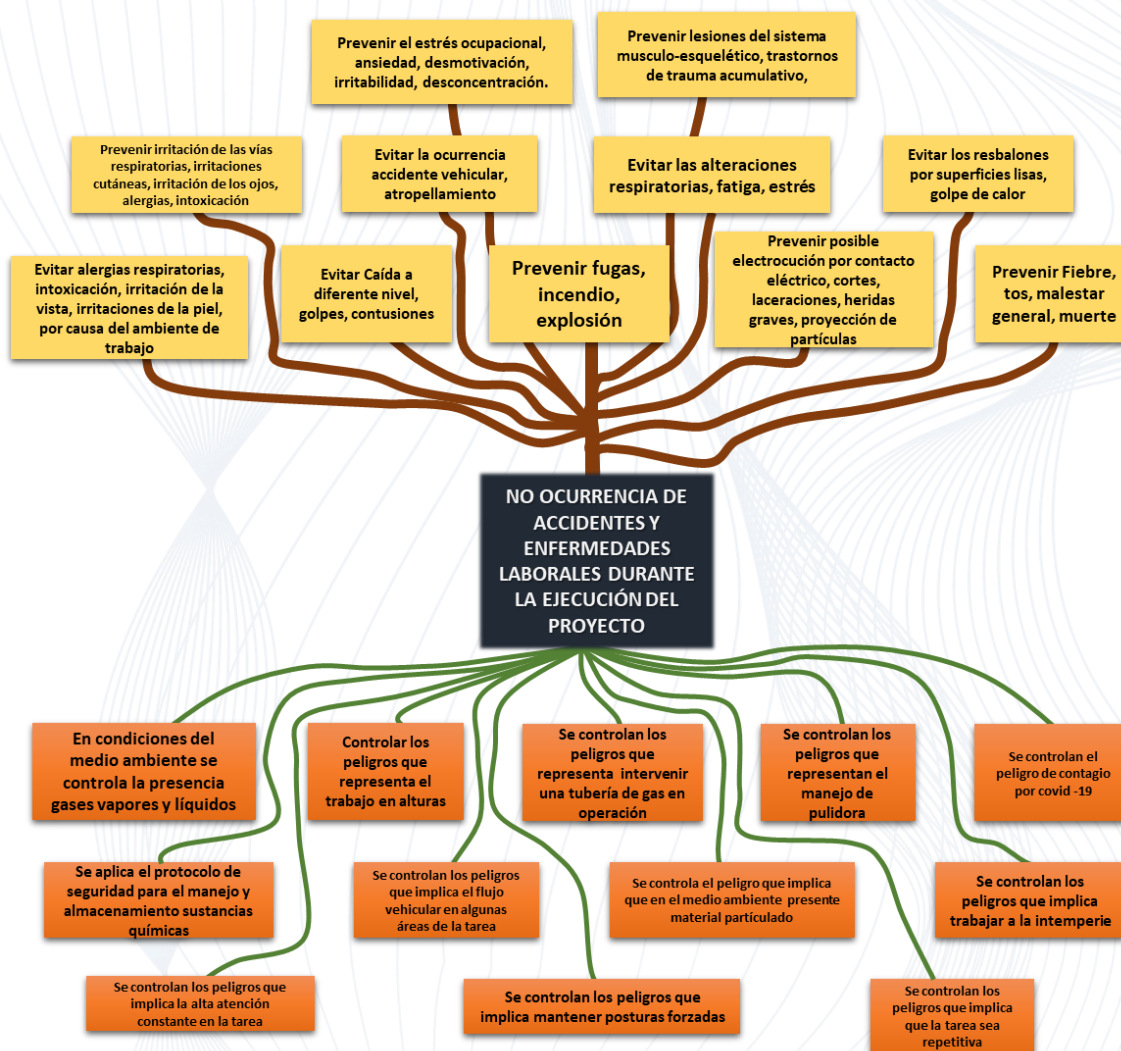 Prevenir el estrés ocupacional,
ansiedad, desmotivación,
irritabilidad, desconcentración.
Prevenir lesiones del sistema
musculo-esquelético, trastornos
de trauma acumulativo,
Prevenir irritación de las vías
respiratorias, irritaciones
cutáneas, irritación de los ojos,
alergias, intoxicación
Evitar la ocurrencia
accidente vehicular,
atropellamiento
Evitar las alteraciones
respiratorias, fatiga, estrés
Evitar los resbalones
por superficies lisas,
golpe de calor
Evitar alergias respiratorias,
intoxicación, irritación de la
vista, irritaciones de la piel,
por causa del ambiente de
trabajo
Evitar Caída a
diferente nivel,
golpes, contusiones
Prevenir fugas,
incendio,
explosión
Prevenir posible
electrocución por contacto
eléctrico, cortes,
laceraciones, heridas
graves, proyección de
partículas
Prevenir Fiebre,
tos, malestar
general, muerte
NO OCURRENCIA DE
ACCIDENTES Y
ENFERMEDADES
LABORALES DURANTE
LA EJECUCIÓN DEL
PROYECTO
En condiciones del
medio ambiente se
controla la presencia
gases vapores y líquidos
Controlar los
peligros que
representa el
trabajo en alturas
Se controlan los
peligros que
representa intervenir
una tubería de gas en
operación
Se controlan los
peligros que
representan el
manejo de
pulidora
Se controlan el
peligro de contagio
por covid -19
Se aplica el protocolo de
seguridad para el manejo y
almacenamiento sustancias
químicas
Se controlan los peligros
que implica el flujo
vehicular en algunas
áreas de la tarea
Se controla el peligro que implica
que en el medio ambiente presente
material partículado
Se controlan los
peligros que implica
trabajar a la intemperie
Se controlan los peligros que
implica la alta atención
constante en la tarea
Se controlan los peligros que
implica mantener posturas forzadas
Se controlan los
peligros que implica
que la tarea sea
repetitiva